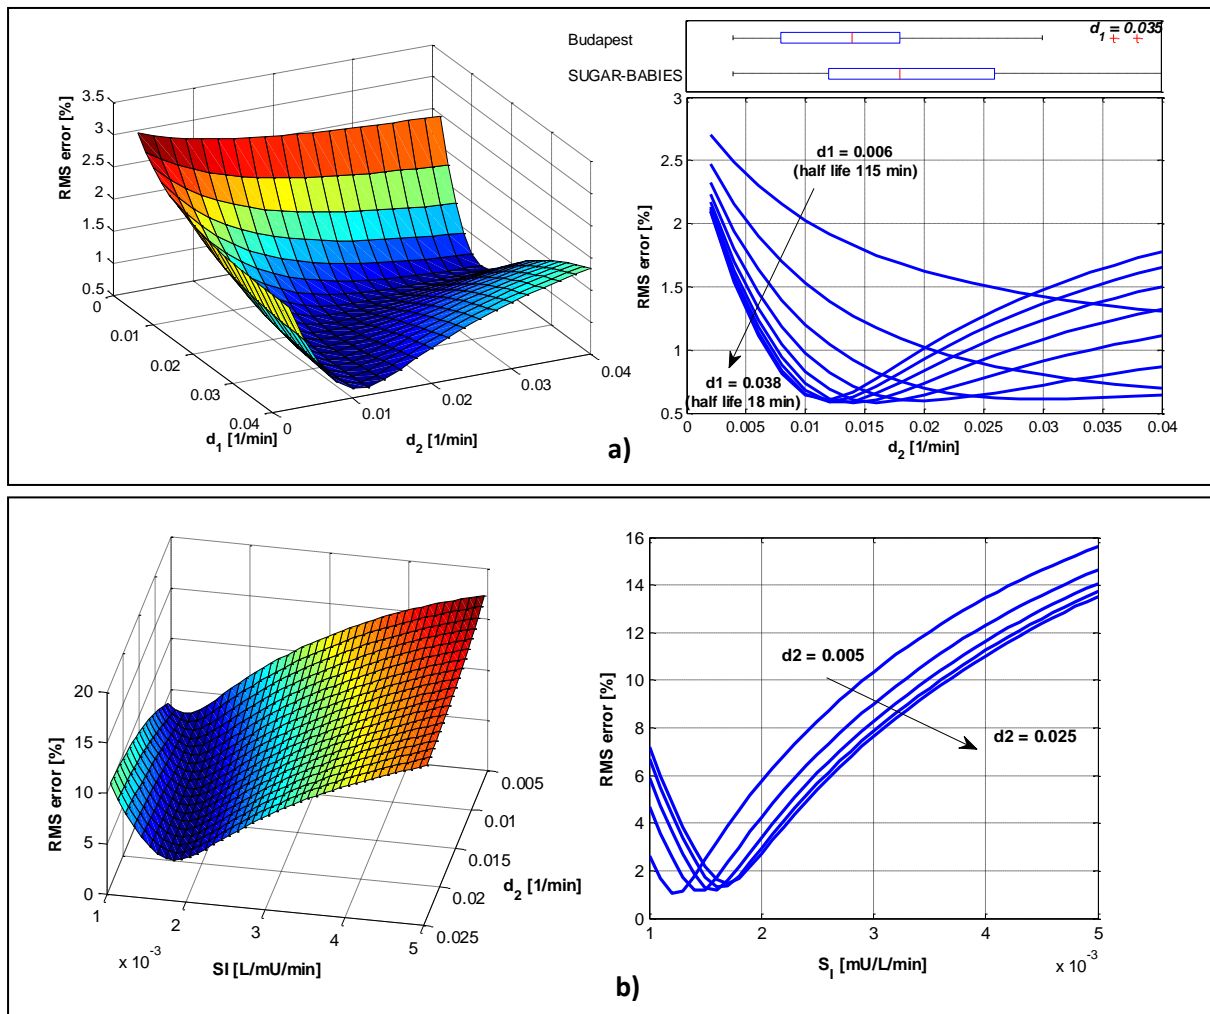 Budapest
SUGAR-BABIES
d1 = 0.035
3.5
3
2.5
2
1.5
1
0.5
RMS error [%]
0
0.01
0.02
0.03
0.04
d1 [1/min]
0
0.01
0.02
0.03
0.04
d2 [1/min]
3
2.5
2
1.5
1
0.5
RMS error [%]
d1 = 0.006
(half life 115 min)
d1 = 0.038
(half life 18 min)
0
0.005
0.01
0.015
0.02
0.025
0.03
0.035
0.04
d2 [1/min]
a)
20
15
10
5
0
RMS error [%]
1
2
3
4
5
x 10-3
SI [L/mU/min]
0.005
0.01
0.015
0.02
0.025
d2 [1/min]
16
14
12
10
8
6
4
2
0
RMS error [%]
d2 = 0.005
d2 = 0.025
1
2
3
4
5
SI [mU/L/min]
x 10-3
b)